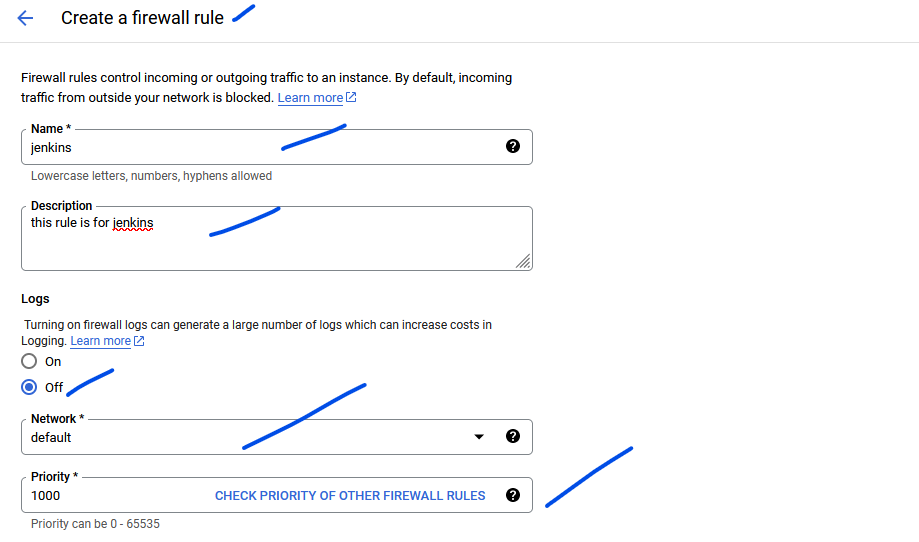 Create a firewall rule
Firewall rules control incoming or outgoing traffic to an instance. By default, incoming
traffic from outside your network is blocked. Learn more
Name *
jenkins
Lowercase letters, numbers, hyphens allowed
Description
this rule is for jenkins
Logs
Turning on firewall logs can generate a large number of logs which can increase costs in
Logging. Learn more
On
Off
Network *
default
Priority *
1000 CHECK PRIORITY OF OTHER FIREWALL RULES
Priority can be 0 - 65535